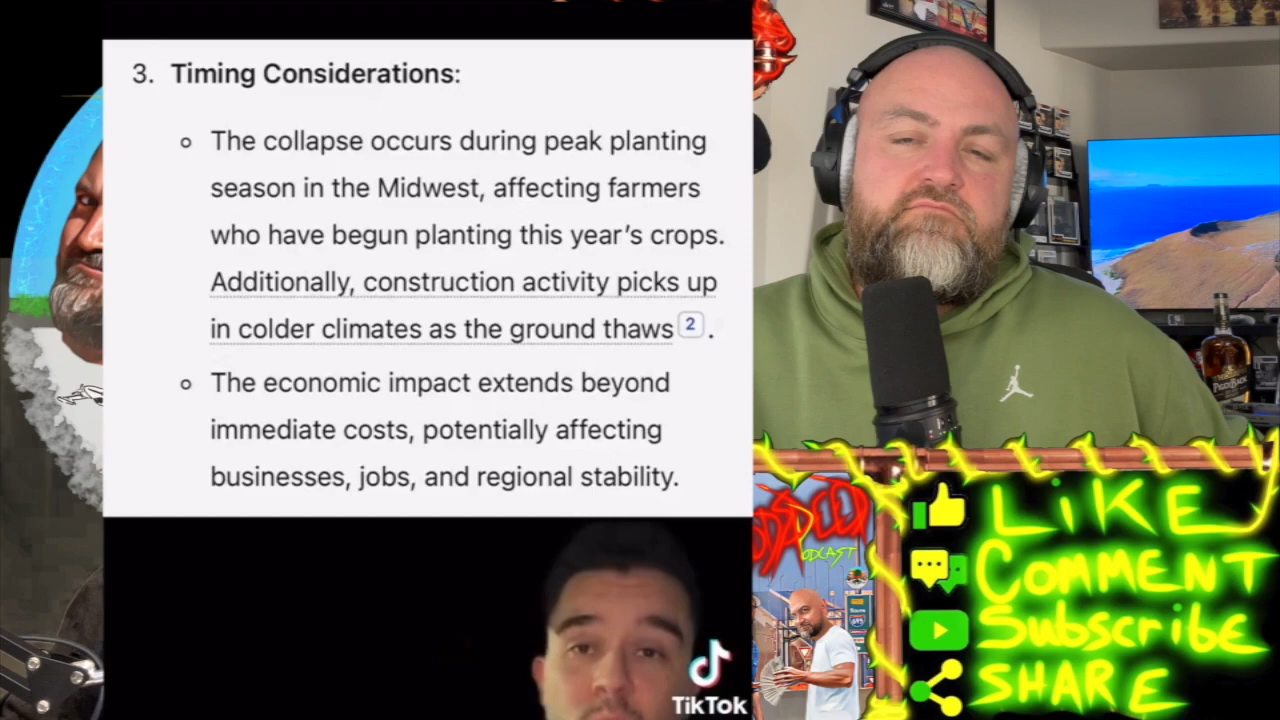 3. Timing Considerations:
The collapse occurs during peak planting
season in the Midwest, affecting farmers
who have begun planting this year's crops.
Additionally, construction activity picks up
in colder climates as the ground thaws 2 .
The economic impact extends beyond
immediate costs, potentially affecting
businesses, jobs, and regional stability.
TikTok
LiKE
COMMENT
Subscribe
SHARE